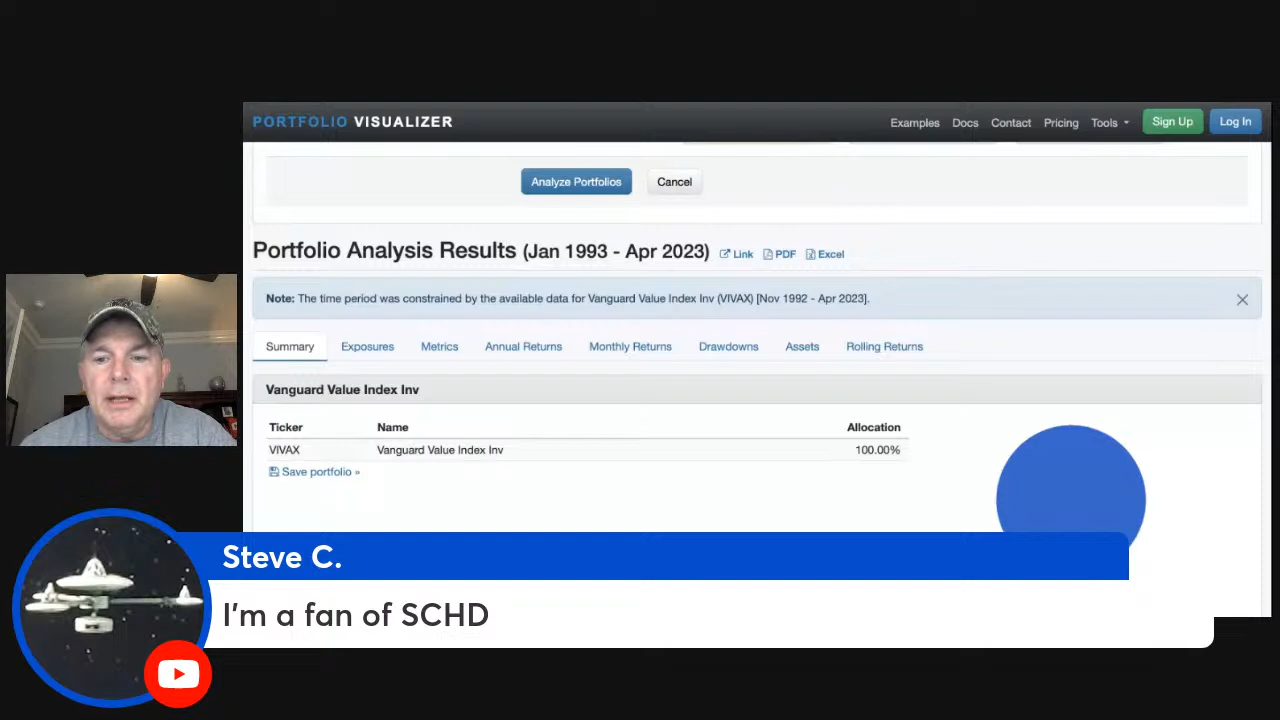 PORTFOLIO VISUALIZER
Examples Docs Contact Pricing Tools Sign Up Log In
Analyze Portfolios Cancel
Portfolio Analysis Results (Jan 1993 - Apr 2023) Link PDF Excel
Note: The time period was constrained by the available data for Vanguard Value Index Inv (VIVAX) [Nov 1992 - Apr 2023].
Summary Exposures Metrics Annual Returns Monthly Returns Drawdowns Assets Rolling Returns
Vanguard Value Index Inv
Ticker Name Allocation
VIVAX Vanguard Value Index Inv 100.00%
Save portfolio »
Steve C.
I'm a fan of SCHD